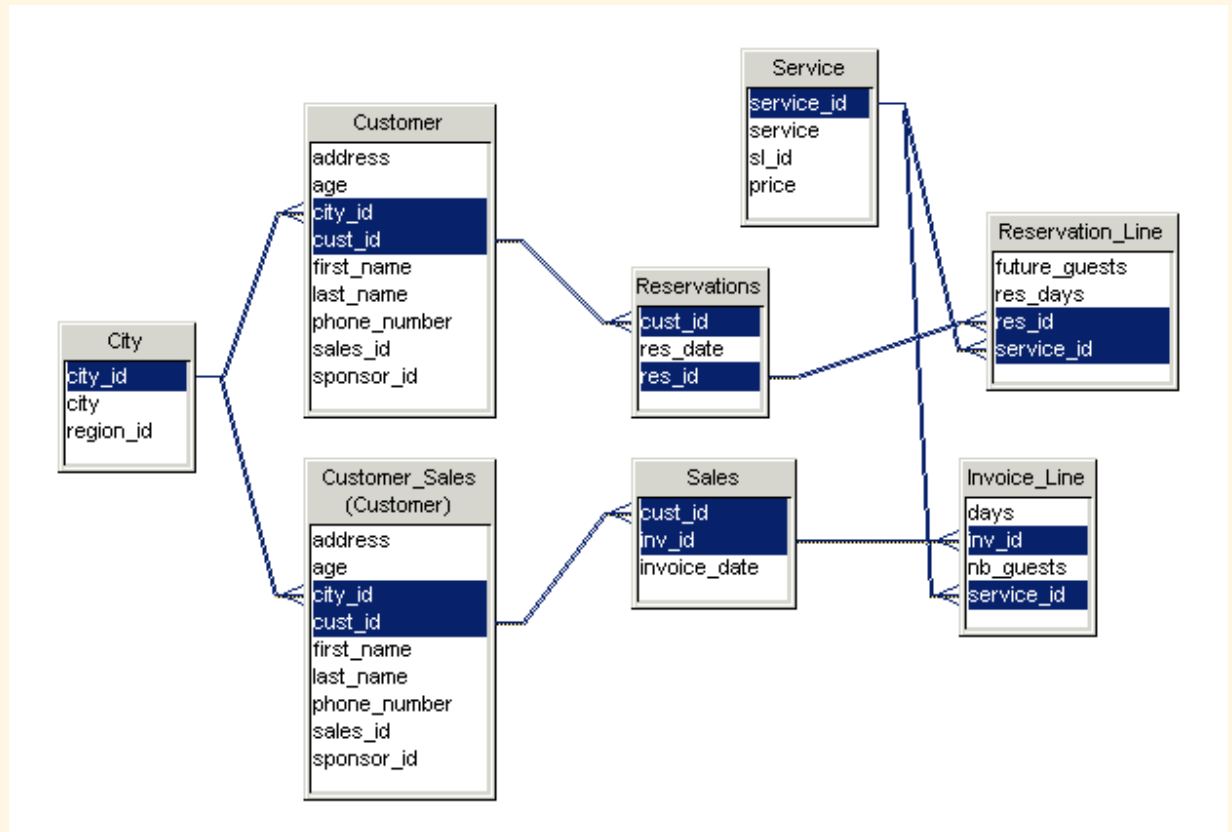 City
city_id
city
region_id
Customer
address
age
city_id
cust_id
first_name
last_name
phone_number
sales_id
sponsor_id
Customer_Sales
(Customer)
address
age
city_id
cust_id
first_name
last_name
phone_number
sales_id
sponsor_id
Reservations
cust_id
res_date
res_id
Sales
cust_id
inv_id
invoice_date
Service
service_id
service
sl_id
price
Reservation_Line
future_guests
res_days
res_id
service_id
Invoice_Line
days
inv_id
nb_guests
service_id